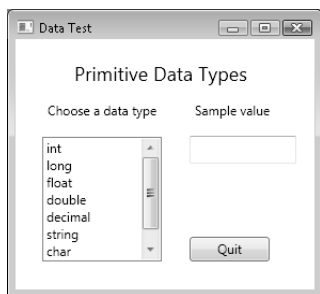 Data Test
Primitive Data Types
Choose a data type
Sample value
int
long
float
double
decimal
string
char
Quit